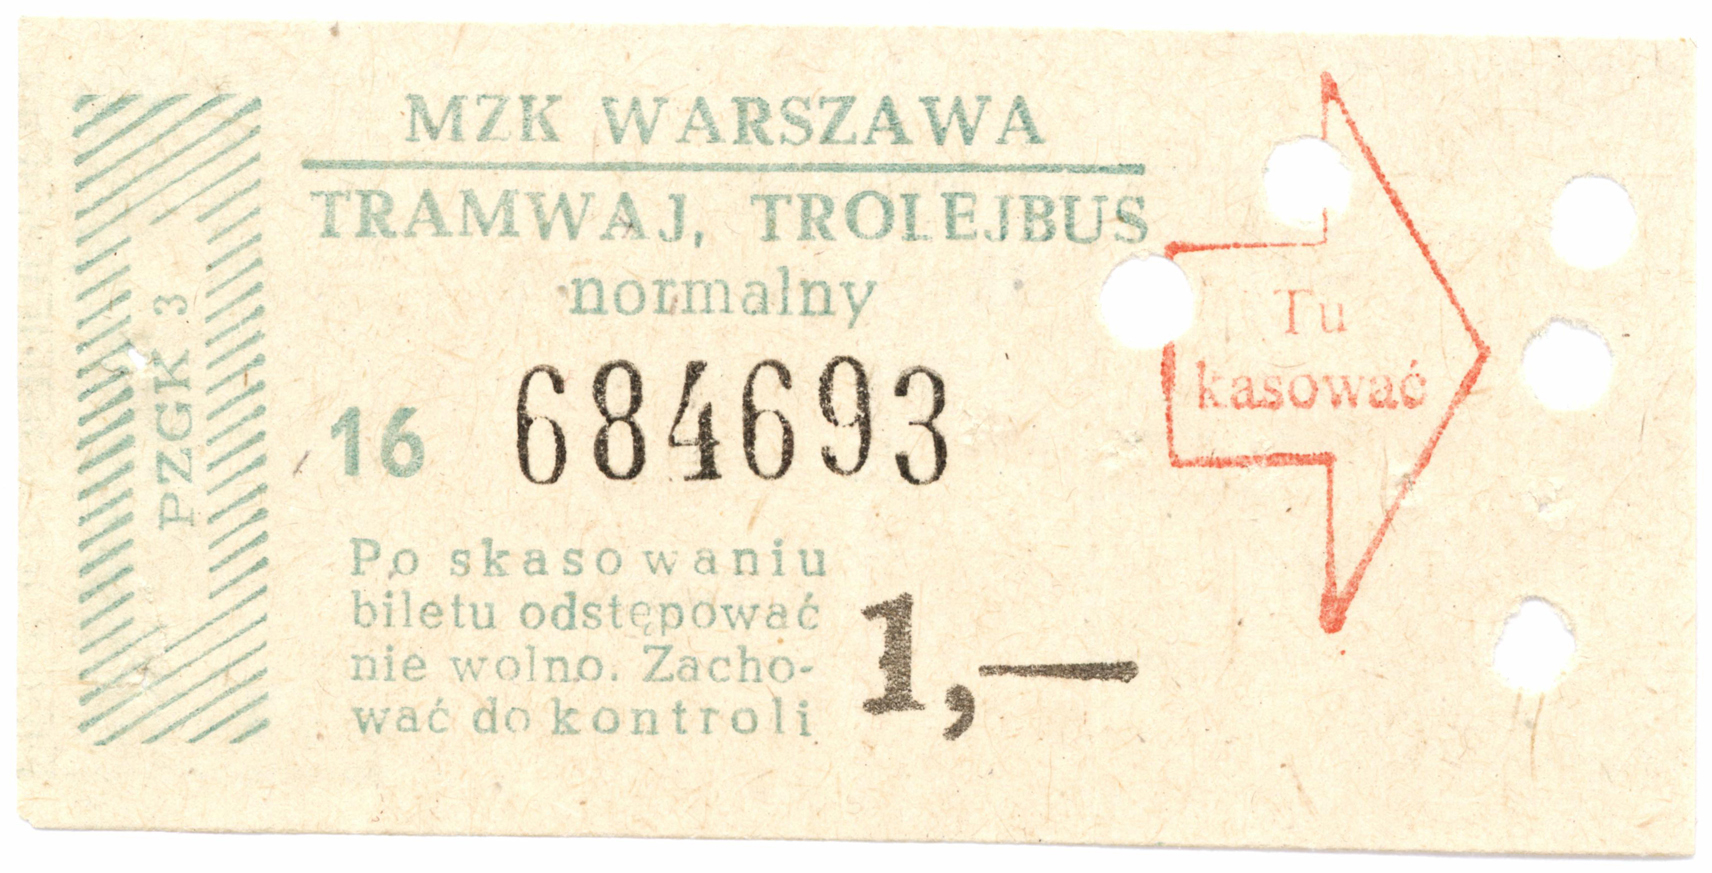 MZK WARSZAWA
TRAMWAJ, TROLEJBUS
normalny
16 684693
Po skasowaniu
biletu odstępować
nie wolno. Zacho-
wać do kontroli
1,—
Tu
kasować
PZGK 3